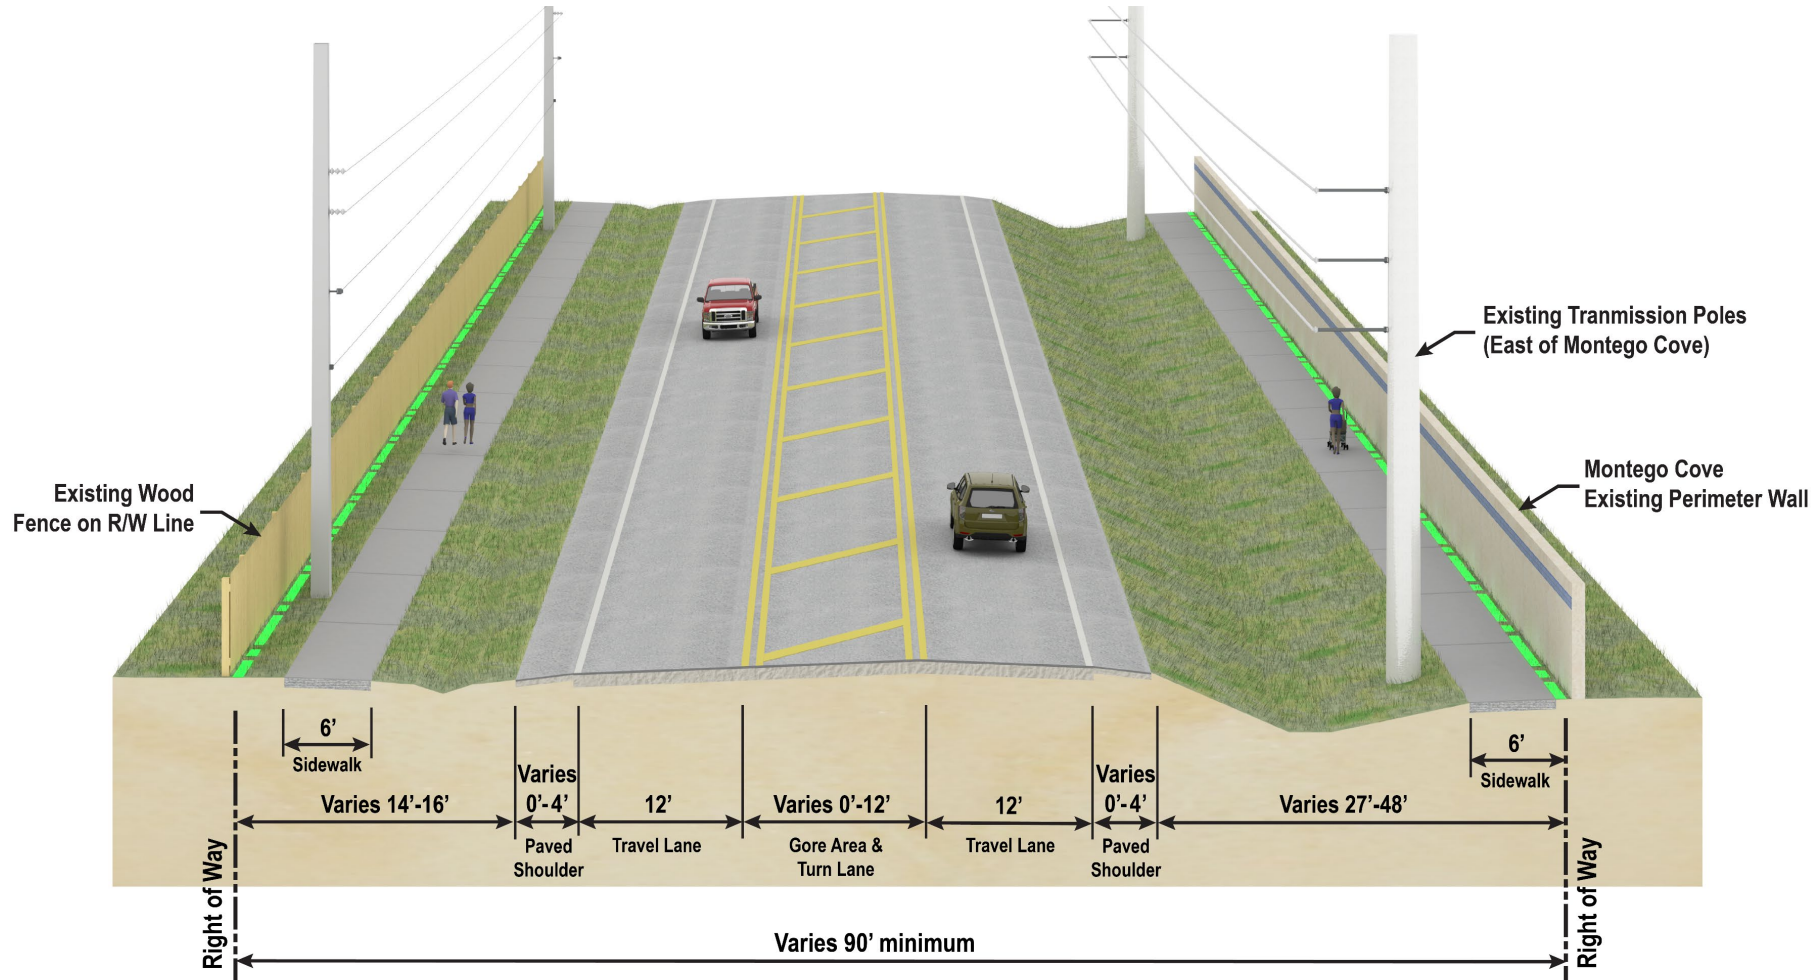 Existing Tranmission Poles
(East of Montego Cove)
Existing Wood
Fence on R/W Line
Montego Cove
Existing Perimeter Wall
6’
Sidewalk
6’
Sidewalk
Varies 14’-16’
Varies
0’- 4’
Paved
Shoulder
12’
Travel Lane
Varies 0’-12’
Gore Area &
Turn Lane
12’
Travel Lane
Varies
0’- 4’
Paved
Shoulder
Varies 27’-48’
Right of Way
Right of Way
Varies 90’ minimum